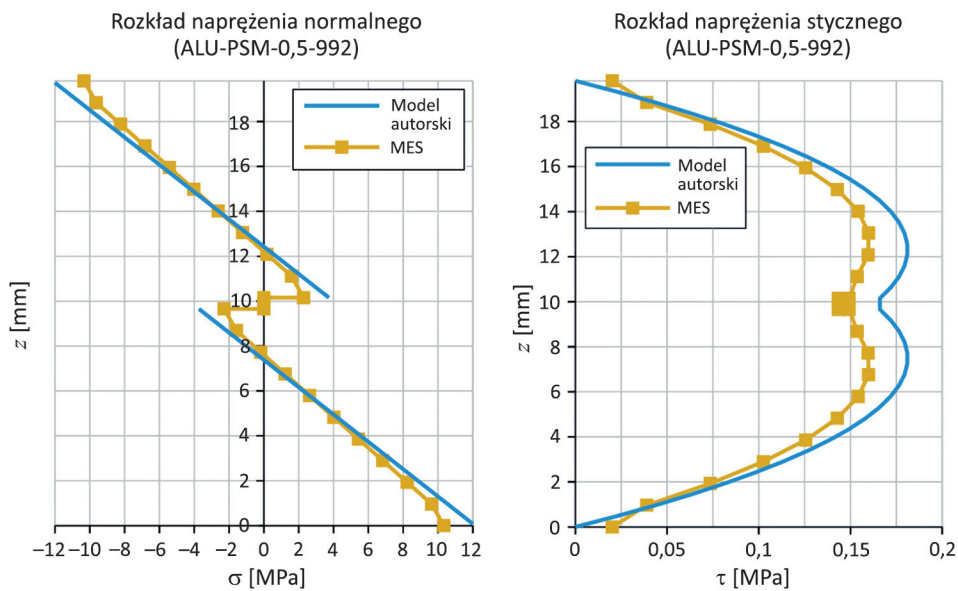 Rozkład naprężenia normalnego
(ALU-PSM-0,5-992)
18
16
14
12
10
8
6
4
2
0
z [mm]
Model
autorski
MES
−12 −10 −8 −6 −4 −2 0 2 4 6 8 10 12
σ [MPa]
Rozkład naprężenia stycznego
(ALU-PSM-0,5-992)
18
16
14
12
10
8
6
4
2
0
z [mm]
Model
autorski
MES
0 0,05 0,1 0,15 0,2
τ [MPa]